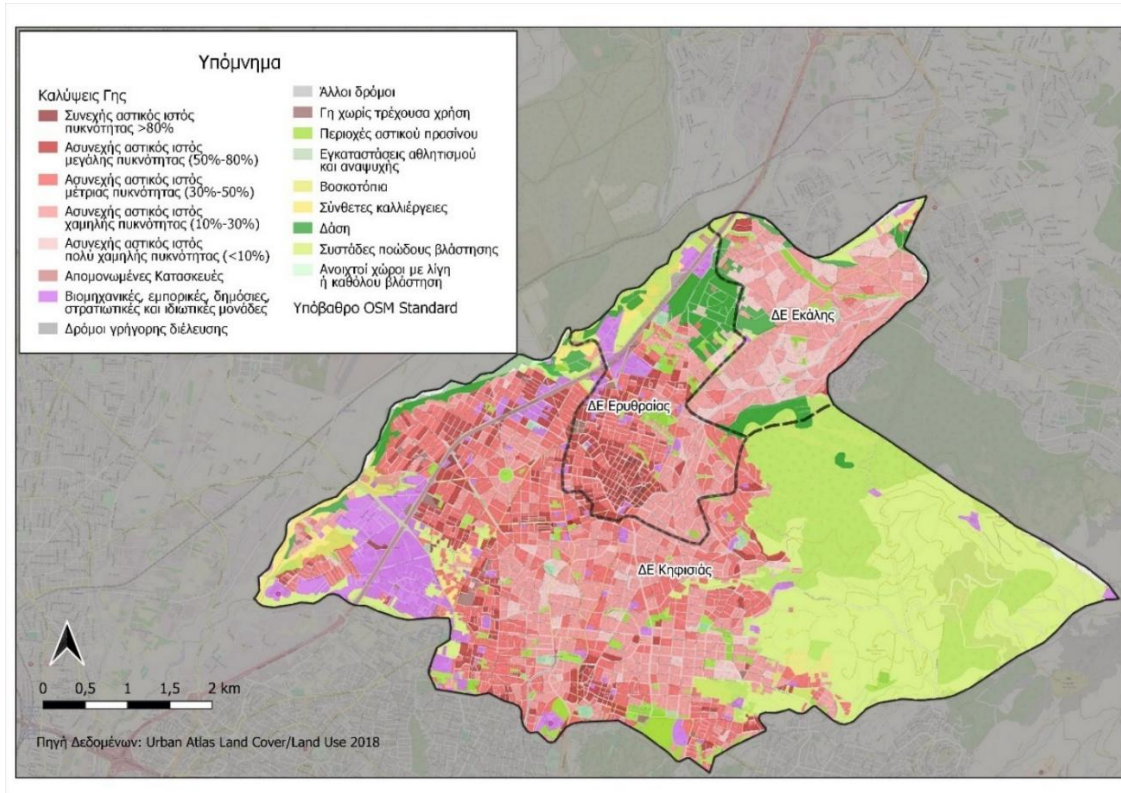 Υπόμνημα
Καλύψεις Γης
Συνεχής αστικός ιστός
πυκνότητας >80%
Ασυνεχής αστικός ιστός
μεγάλης πυκνότητας (50%-80%)
Ασυνεχής αστικός ιστός
μέτριας πυκνότητας (30%-50%)
Ασυνεχής αστικός ιστός
χαμηλής πυκνότητας (10%-30%)
Ασυνεχής αστικός ιστός
πολύ χαμηλής πυκνότητας (<10%)
Απομονωμένες Κατασκευές
Βιομηχανικές, εμπορικές, δημόσιες,
στρατιωτικές και ιδιωτικές μονάδες
Δρόμοι γρήγορης διέλευσης
Άλλοι δρόμοι
Γη χωρίς τρέχουσα χρήση
Περιοχές αστικού πρασίνου
Εγκαταστάσεις αθλητισμού
και αναψυχής
Βοσκοτόπια
Σύνθετες καλλιέργειες
Δάση
Συστάδες ποώδους βλάστησης
Ανοιχτοί χώροι με λίγη
ή καθόλου βλάστηση
Υπόβαθρο OSM Standard
ΔΕ Εκάλης
ΔΕ Ερυθραίας
ΔΕ Κηφισιάς
0 0,5 1 1,5 2 km
Πηγή Δεδομένων: Urban Atlas Land Cover/Land Use 2018